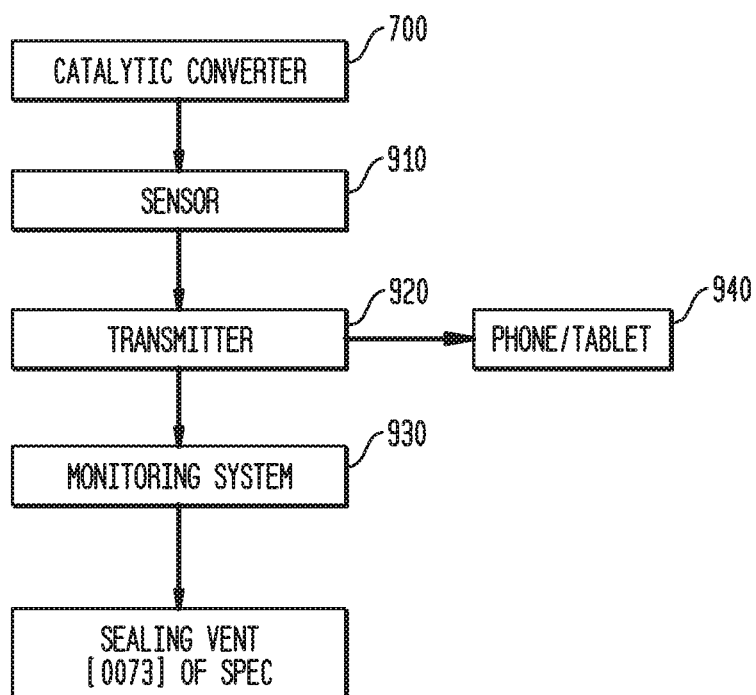 700
CATALYTIC CONVERTER
910
SENSOR
920
TRANSMITTER
940
PHONE/TABLET
930
MONITORING SYSTEM
SEALING VENT
[0073] OF SPEC